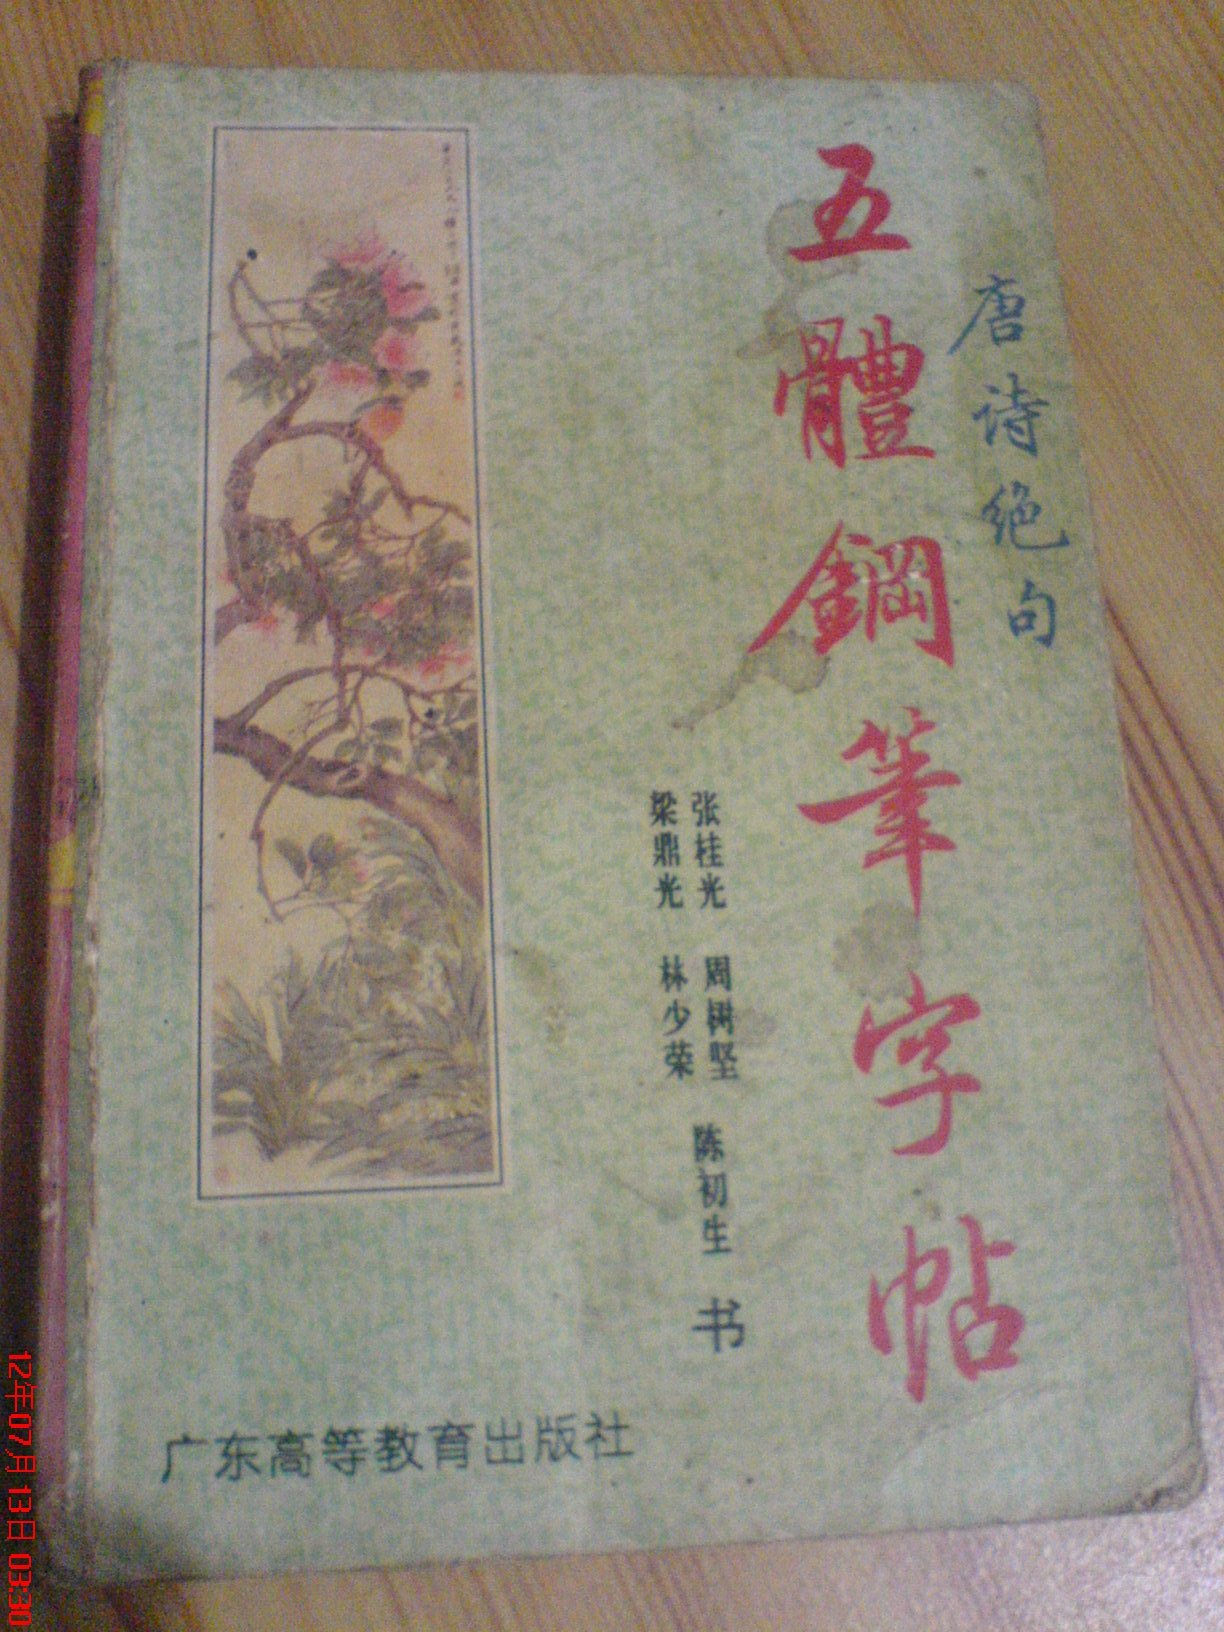 唐诗绝句
五體鋼筆字帖
张桂光 周树坚 陈初生 书
梁鼎光 林少荣
广东高等教育出版社
12年07月13日 03:30